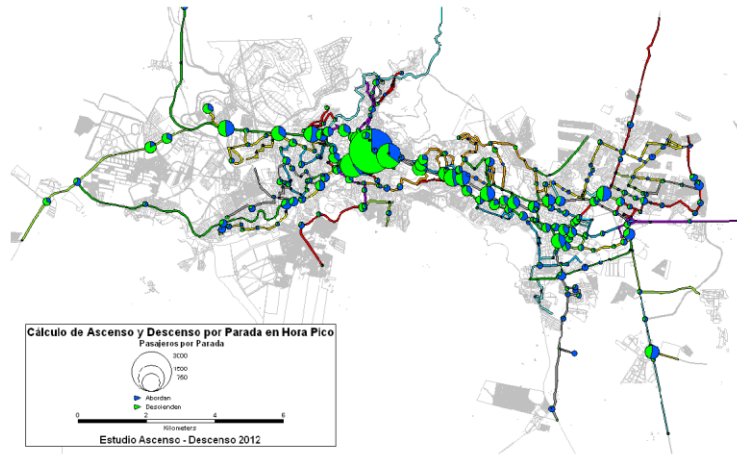 Cálculo de Ascenso y Descenso por Parada en Hora Pico
Pasajeros por Parada
3000
1500
750
Abordan
Descienden
0 2 4 6
Kilometers
Estudio Ascenso - Descenso 2012